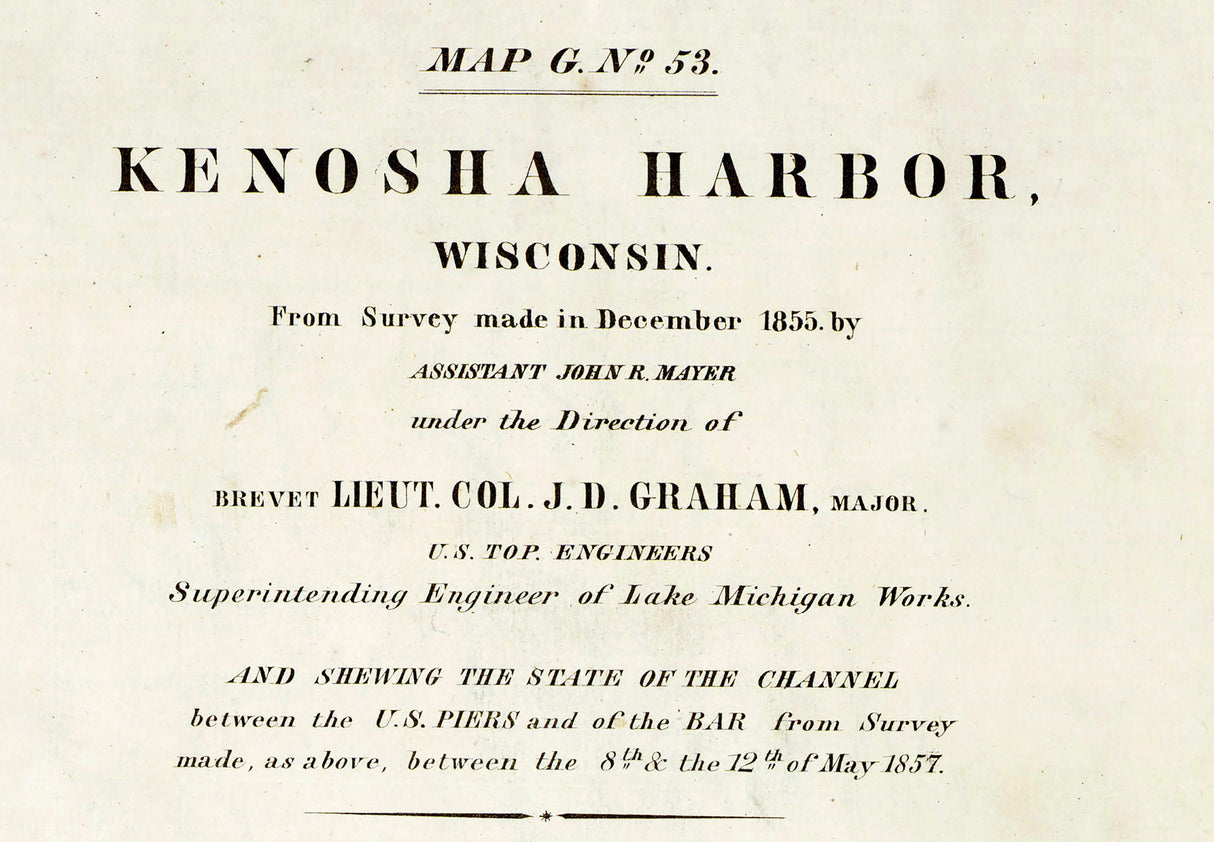 MAP G. Nº 53.
KENOSHA HARBOR,
WISCONSIN.
From Survey made in December 1855. by
ASSISTANT JOHN R. MAYER
under the Direction of
BREVET LIEUT. COL. J. D. GRAHAM, MAJOR.
U.S. TOP. ENGINEERS
Superintending Engineer of Lake Michigan Works.
AND SHEWING THE STATE OF THE CHANNEL
between the U.S. PIERS and of the BAR from Survey
made, as above, between the 8th & the 12th of May 1857.